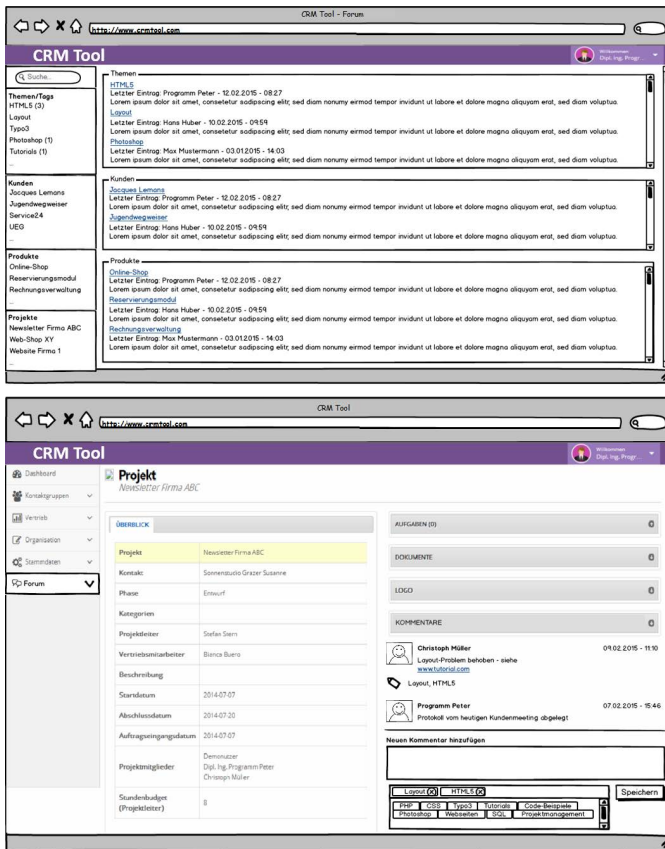 CRM Tool - Forum
http://www.crmtool.com
CRM Tool
Willkommen
Dipl. Ing. Progr...
Suche...
Themen/Tags
HTML5 (3)
Layout
Typo3
Photoshop (1)
Tutorials (1)
...
Kunden
Jacques Lemans
Jugendwegweiser
Service24
UEG
...
Produkte
Online-Shop
Reservierungsmodul
Rechnungsverwaltung
...
Projekte
Newsletter Firma ABC
Web-Shop XY
Website Firma 1
...
Themen
HTML5
Letzter Eintrag: Programm Peter - 12.02.2015 - 08:27
Lorem ipsum dolor sit amet, consetetur sadipscing elitr, sed diam nonumy eirmod tempor invidunt ut labore et dolore magna aliquyam erat, sed diam voluptua.
Layout
Letzter Eintrag: Hans Huber - 10.02.2015 - 09:59
Lorem ipsum dolor sit amet, consetetur sadipscing elitr, sed diam nonumy eirmod tempor invidunt ut labore et dolore magna aliquyam erat, sed diam voluptua.
Photoshop
Letzter Eintrag: Max Mustermann - 03.01.2015 - 14:03
Lorem ipsum dolor sit amet, consetetur sadipscing elitr, sed diam nonumy eirmod tempor invidunt ut labore et dolore magna aliquyam erat, sed diam voluptua.
Kunden
Jacques Lemans
Letzter Eintrag: Programm Peter - 12.02.2015 - 08:27
Lorem ipsum dolor sit amet, consetetur sadipscing elitr, sed diam nonumy eirmod tempor invidunt ut labore et dolore magna aliquyam erat, sed diam voluptua.
Jugendwegweiser
Letzter Eintrag: Hans Huber - 10.02.2015 - 09:59
Lorem ipsum dolor sit amet, consetetur sadipscing elitr, sed diam nonumy eirmod tempor invidunt ut labore et dolore magna aliquyam erat, sed diam voluptua.
Produkte
Online-Shop
Letzter Eintrag: Programm Peter - 12.02.2015 - 08:27
Lorem ipsum dolor sit amet, consetetur sadipscing elitr, sed diam nonumy eirmod tempor invidunt ut labore et dolore magna aliquyam erat, sed diam voluptua.
Reservierungsmodul
Letzter Eintrag: Hans Huber - 10.02.2015 - 09:59
Lorem ipsum dolor sit amet, consetetur sadipscing elitr, sed diam nonumy eirmod tempor invidunt ut labore et dolore magna aliquyam erat, sed diam voluptua.
Rechnungsverwaltung
Letzter Eintrag: Max Mustermann - 03.01.2015 - 14:03
Lorem ipsum dolor sit amet, consetetur sadipscing elitr, sed diam nonumy eirmod tempor invidunt ut labore et dolore magna aliquyam erat, sed diam voluptua.
CRM Tool
http://www.crmtool.com
CRM Tool
Willkommen
Dipl. Ing. Progr...
Dashboard
Kontaktgruppen
Vertrieb
Organisation
Stammdaten
Forum
Projekt
Newsletter Firma ABC
ÜBERBLICK
Projekt Newsletter Firma ABC
Kontakt Sonnenstudio Grazer Susanne
Phase Entwurf
Kategorien
Projektleiter Stefan Stern
Vertriebsmitarbeiter Bianca Buero
Beschreibung
Startdatum 2014-07-07
Abschlussdatum 2014-07-20
Auftragseingangsdatum 2014-07-07
Projektmitglieder
Demonutzer
Dipl. Ing. Programm Peter
Christoph Müller
Stundenbudget
(Projektleiter) 8
AUFGABEN (0)
DOKUMENTE
LOGO
KOMMENTARE
Christoph Müller 09.02.2015 - 11:10
Layout-Problem behoben - siehe
www.tutorial.com
Layout, HTML5
Programm Peter 07.02.2015 - 15:46
Protokoll vom heutigen Kundenmeeting abgelegt
Neuen Kommentar hinzufügen
Layout HTML5
PHP CSS Typo3 Tutorials Code-Beispiele
Photoshop Webseiten SQL Projektmanagement
Speichern